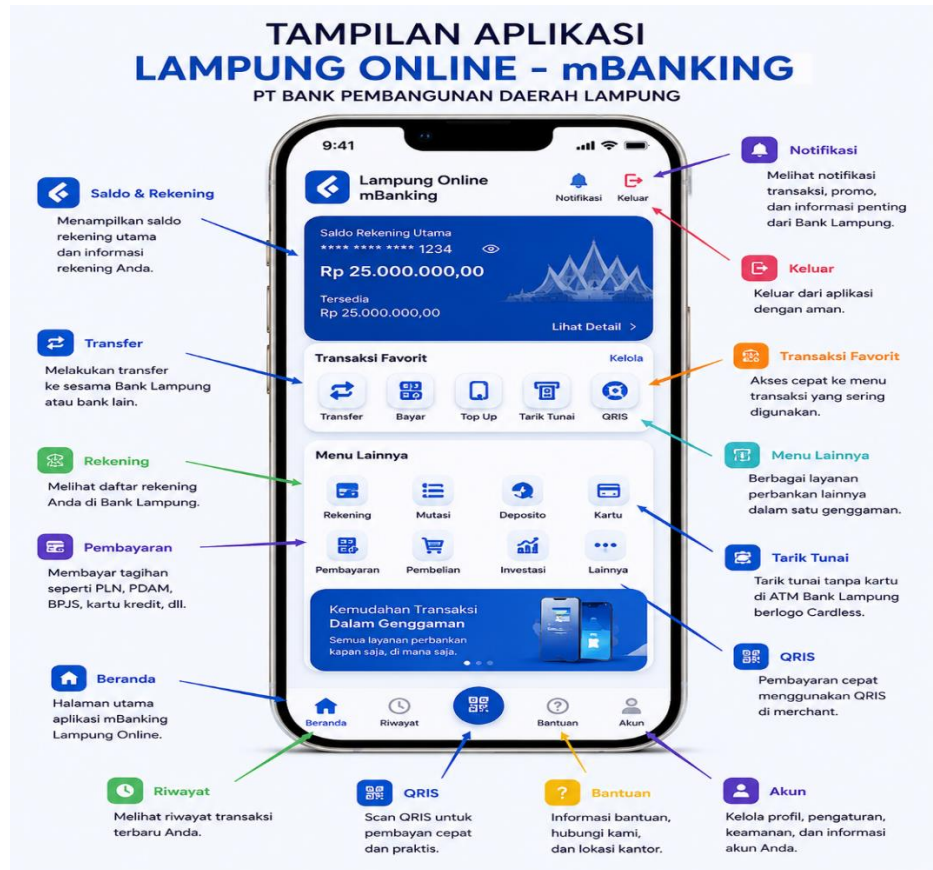 TAMPILAN APLIKASI
LAMPUNG ONLINE - mBANKING
PT BANK PEMBANGUNAN DAERAH LAMPUNG
Saldo & Rekening
Menampilkan saldo
rekening utama
dan informasi
rekening Anda.
Transfer
Melakukan transfer
ke sesama Bank Lampung
atau bank lain.
Rekening
Melihat daftar rekening
Anda di Bank Lampung.
Pembayaran
Membayar tagihan
seperti PLN, PDAM,
BPJS, kartu kredit, dll.
Beranda
Halaman utama
aplikasi mBanking
Lampung Online.
9:41
Lampung Online
mBanking
Notifikasi Keluar
Saldo Rekening Utama
**** **** **** 1234
Rp 25.000.000,00
Tersedia
Rp 25.000.000,00
Lihat Detail >
Transaksi Favorit Kelola
Transfer Bayar Top Up Tarik Tunai QRIS
Menu Lainnya
Rekening Mutasi Deposito Kartu
Pembayaran Pembelian Investasi Lainnya
Kemudahan Transaksi
Dalam Genggaman
Semua layanan perbankan
kapan saja, di mana saja.
Beranda Riwayat Bantuan Akun
Notifikasi
Melihat notifikasi
transaksi, promo,
dan informasi penting
dari Bank Lampung.
Keluar
Keluar dari aplikasi
dengan aman.
Transaksi Favorit
Akses cepat ke menu
transaksi yang sering
digunakan.
Menu Lainnya
Berbagai layanan
perbankan lainnya
dalam satu genggaman.
Tarik Tunai
Tarik tunai tanpa kartu
di ATM Bank Lampung
berlogo Cardless.
QRIS
Pembayaran cepat
menggunakan QRIS
di merchant.
Riwayat
Melihat riwayat transaksi
terbaru Anda.
QRIS
Scan QRIS untuk
pembayan cepat
dan praktis.
Bantuan
Informasi bantuan,
hubungi kami,
dan lokasi kantor.
Akun
Kelola profil, pengaturan,
keamanan, dan informasi
akun Anda.